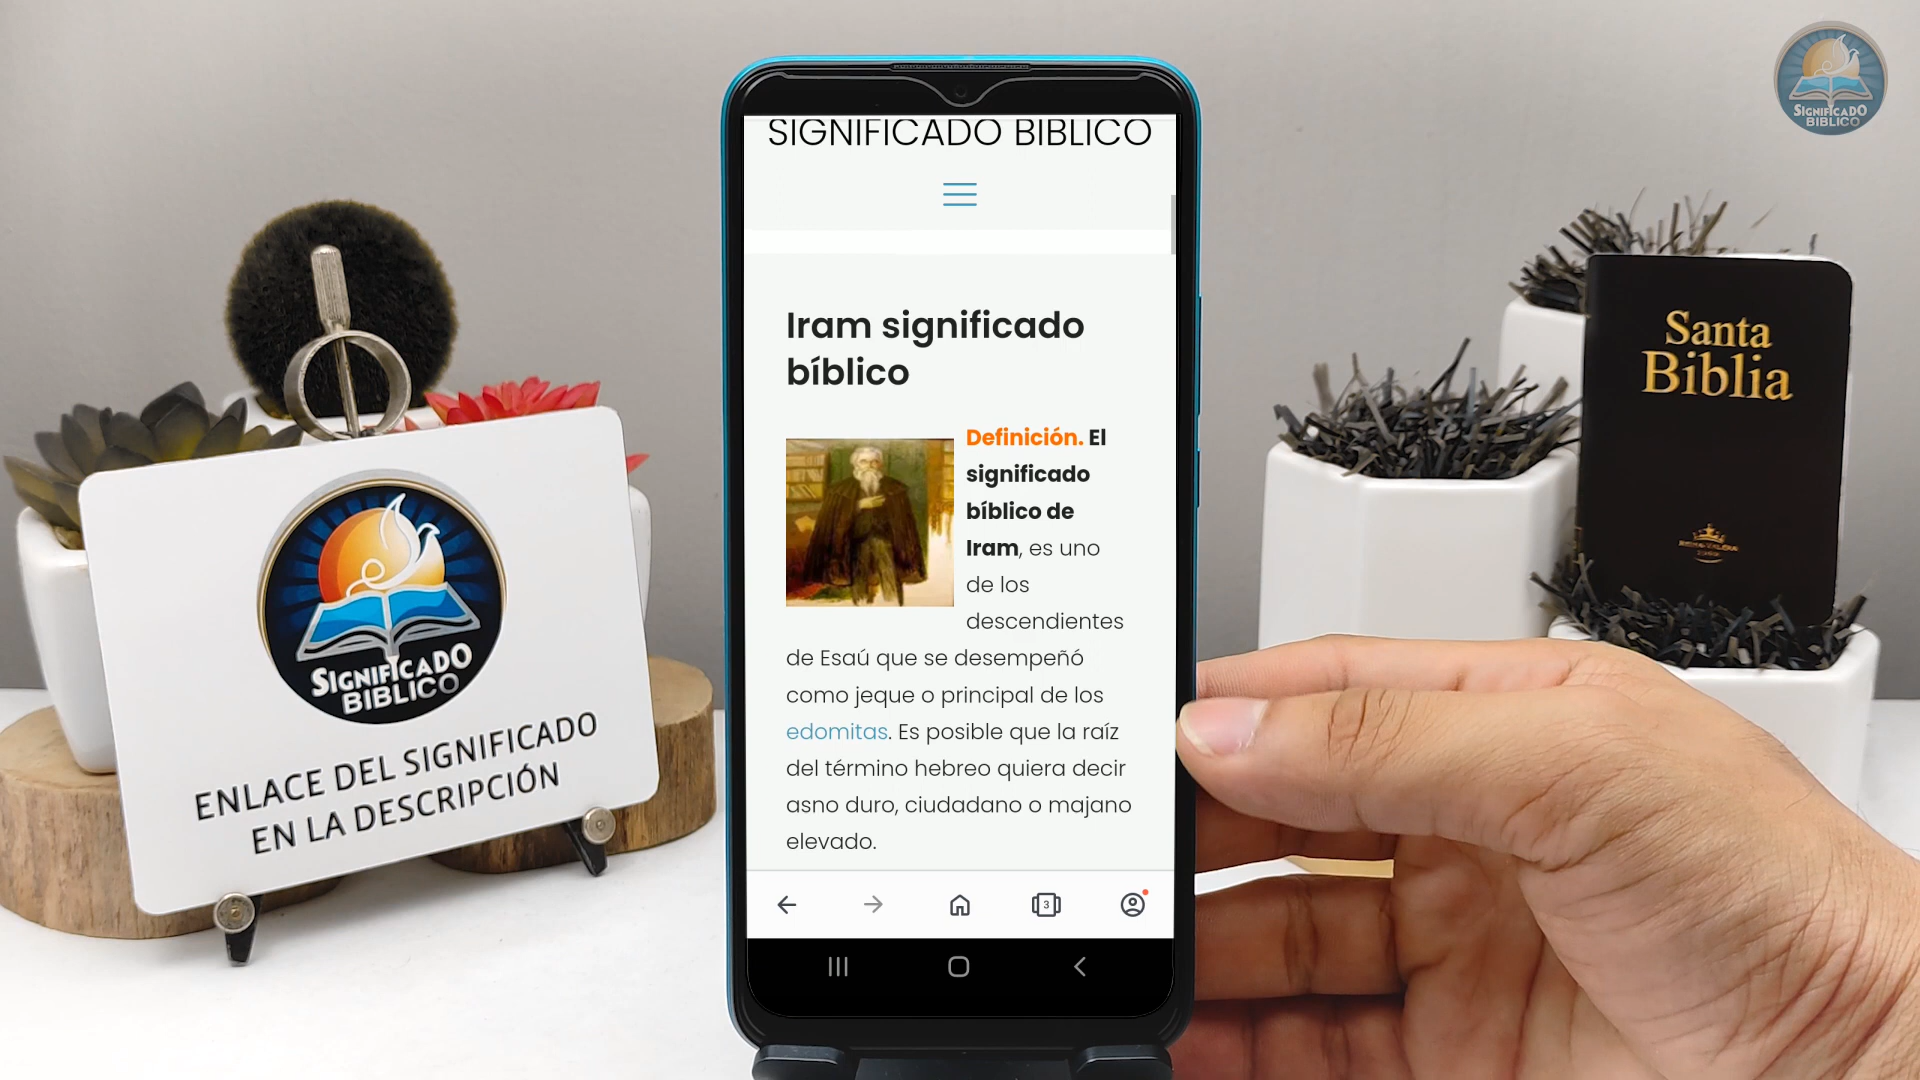 SIGNIFICADO
BIBLICO
SIGNIFICADO BIBLICO
Iram significado
bíblico
Definición. El
significado
bíblico de
Iram, es uno
de los
descendientes
de Esaú que se desempeñó
como jeque o principal de los
edomitas. Es posible que la raíz
del término hebreo quiera decir
asno duro, ciudadano o majano
elevado.
3
SIGNIFICADO
BIBLICO
ENLACE DEL SIGNIFICADO
EN LA DESCRIPCIÓN
Santa
Biblia